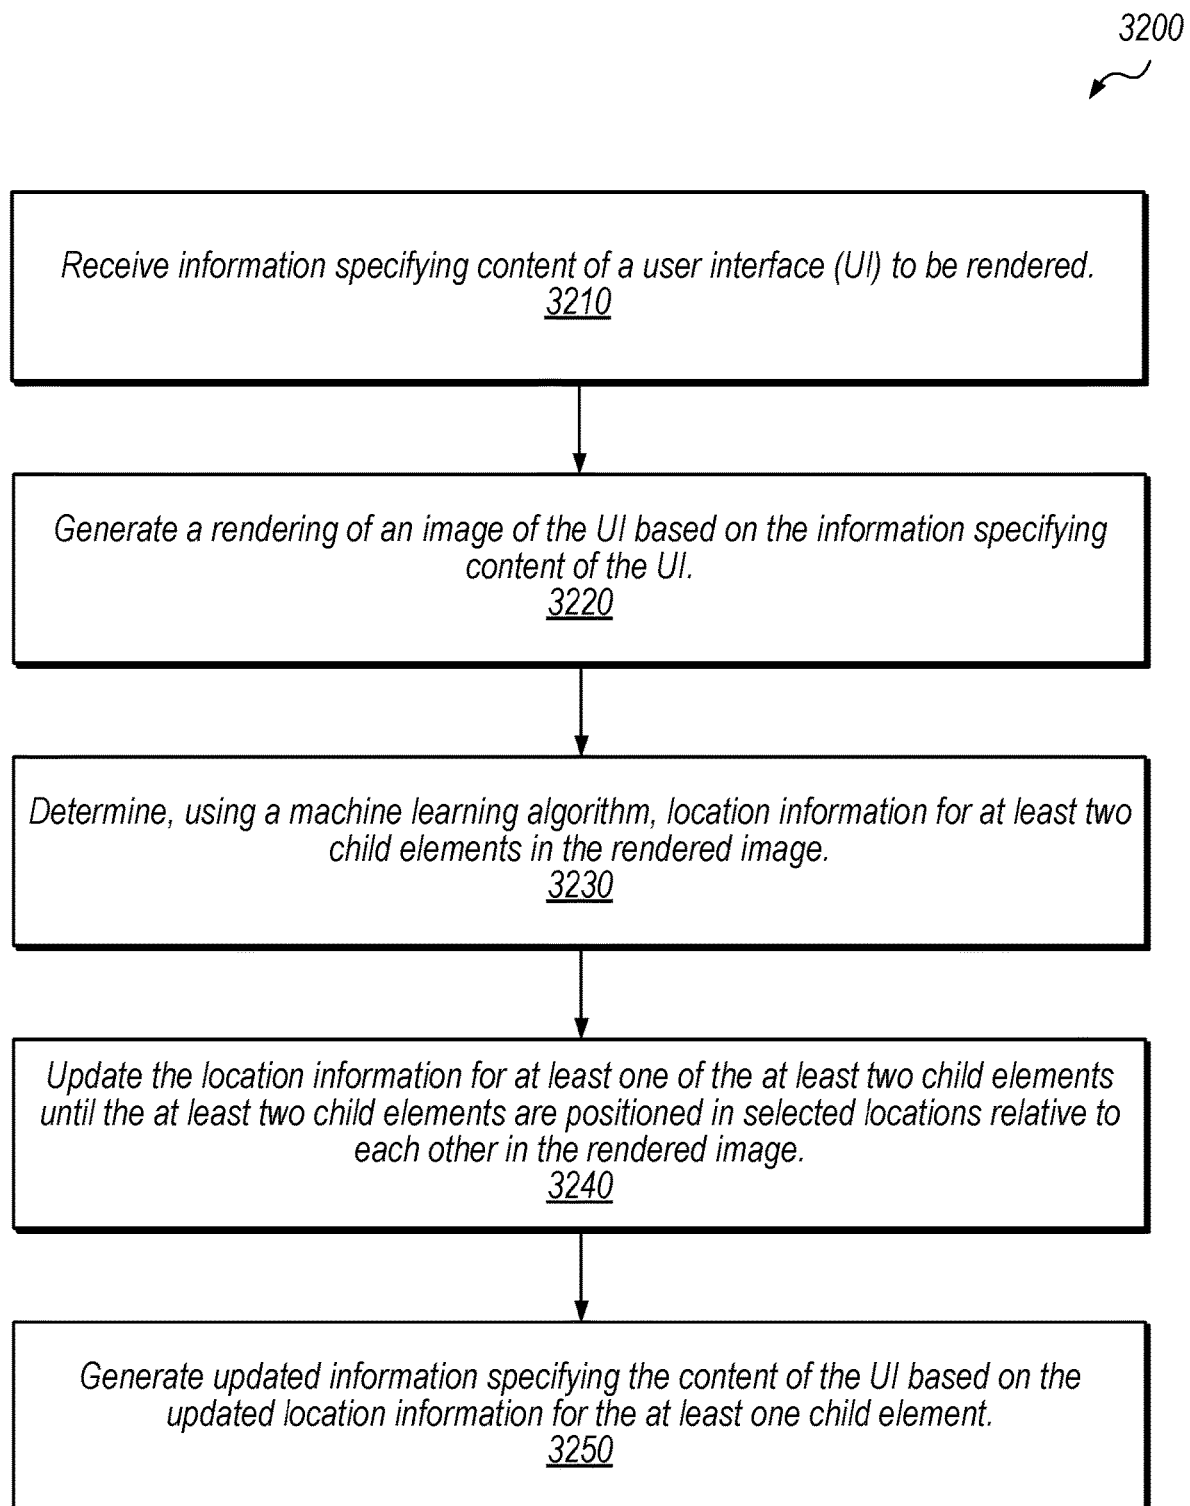 3200
Receive information specifying content of a user interface (UI) to be rendered.
3210
Generate a rendering of an image of the UI based on the information specifying
content of the UI.
3220
Determine, using a machine learning algorithm, location information for at least two
child elements in the rendered image.
3230
Update the location information for at least one of the at least two child elements
until the at least two child elements are positioned in selected locations relative to
each other in the rendered image.
3240
Generate updated information specifying the content of the UI based on the
updated location information for the at least one child element.
3250